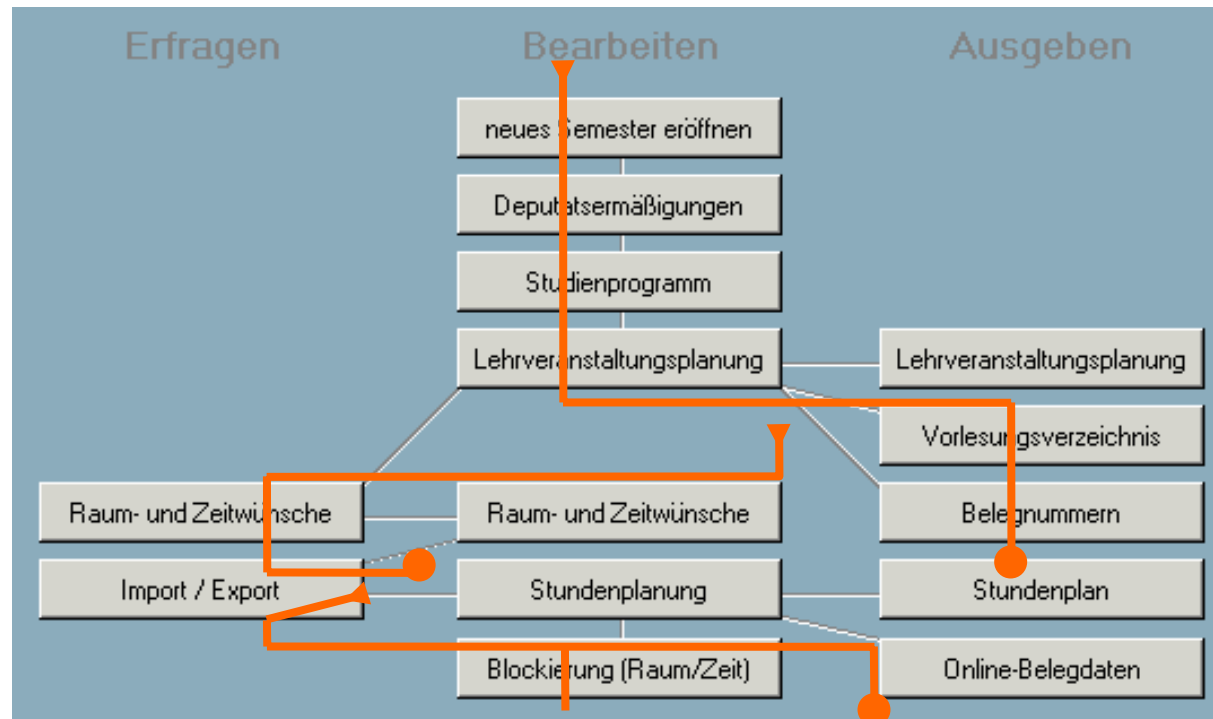 Erfragen Bearbeiten Ausgeben
neues Semester eröffnen
Deputatsermäßigungen
Studienprogramm
Lehrveranstaltungsplanung Lehrveranstaltungsplanung
Vorlesungsverzeichnis
Raum- und Zeitwünsche Raum- und Zeitwünsche Belegnummern
Import / Export Stundenplanung Stundenplan
Blockierung (Raum/Zeit) Online-Belegdaten